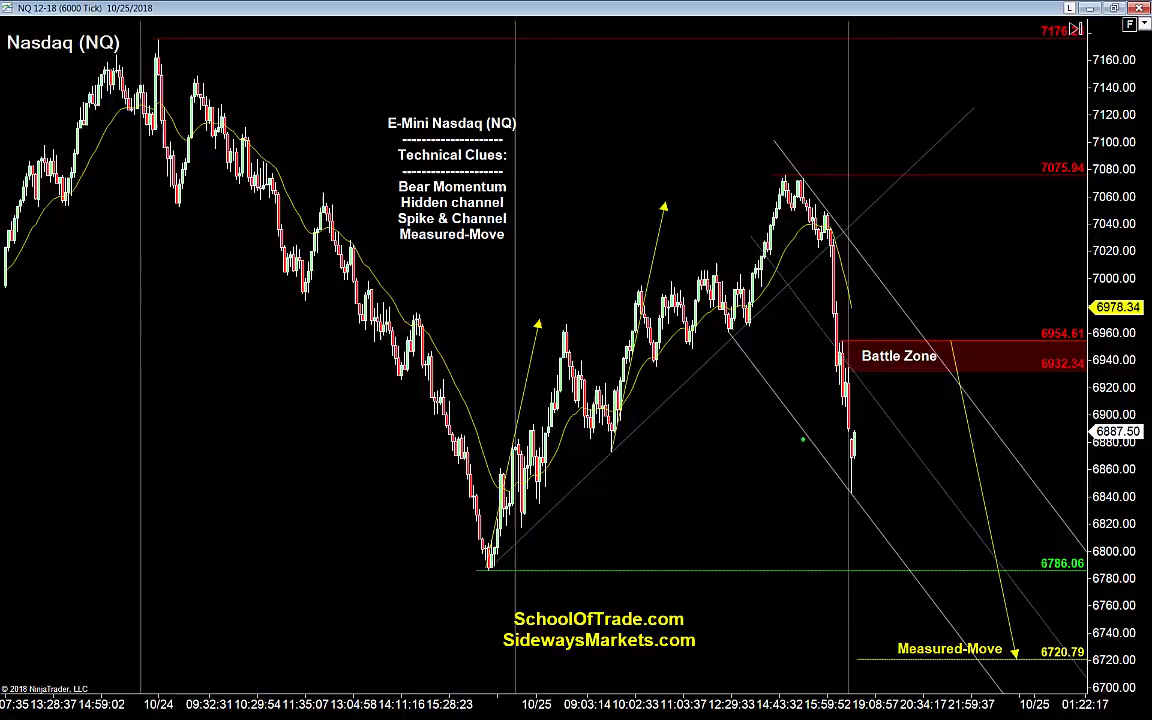 NQ 12-18 (6000 Tick)  10/25/2018
L
F
Nasdaq (NQ)
E-Mini Nasdaq (NQ)
---------------------
Technical Clues:
---------------------
Bear Momentum
Hidden channel
Spike & Channel
Measured-Move
7075.94
6954.61
Battle Zone
6932.34
6786.06
SchoolOfTrade.com
SidewaysMarkets.com
Measured-Move
6720.79
7160.00
7140.00
7120.00
7100.00
7080.00
7060.00
7040.00
7020.00
7000.00
6978.34
6960.00
6940.00
6920.00
6900.00
6887.50
6880.00
6860.00
6840.00
6820.00
6800.00
6780.00
6760.00
6740.00
6720.00
6700.00
© 2018 NinjaTrader, LLC
07:35 13:28:37 14:59:02 10/24 09:32:31 10:29:54 11:35:07 13:04:58 14:11:16 15:28:23 10/25 09:03:14 10:02:33 11:03:37 12:29:33 14:43:32 15:59:52 19:08:57 20:34:17 21:59:37 10/25 01:22:17